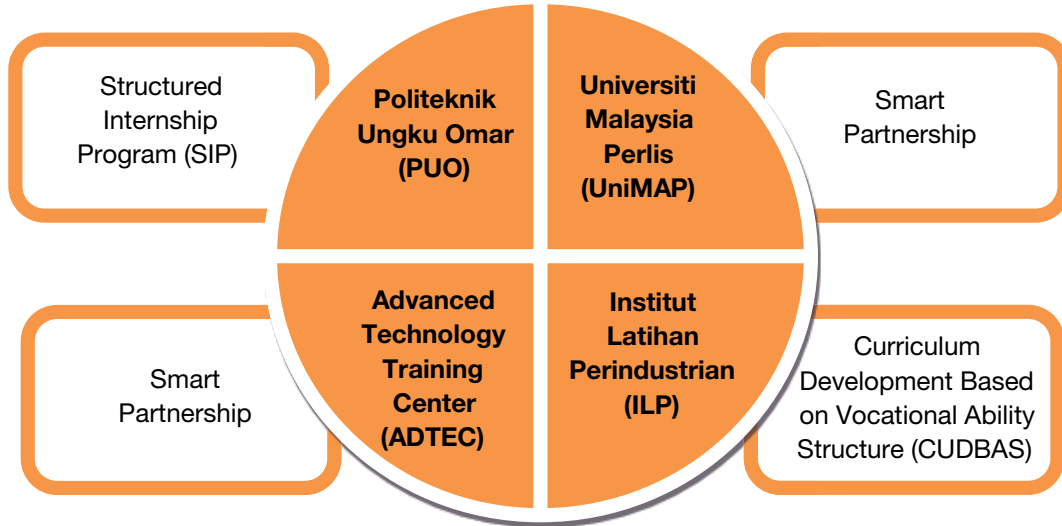 Structured
Internship
Program (SIP)
Politeknik
Ungku Omar
(PUO)
Universiti
Malaysia
Perlis
(UniMAP)
Smart
Partnership
Smart
Partnership
Advanced
Technology
Training
Center
(ADTEC)
Institut
Latihan
Perindustrian
(ILP)
Curriculum
Development Based
on Vocational Ability
Structure (CUDBAS)